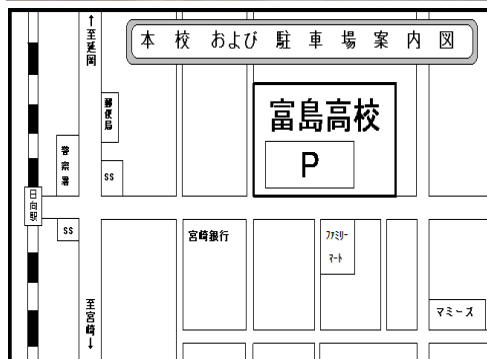 本校および駐車場案内図
↑至延岡
郵便局
富島高校
P
警察署
SS
日向駅
SS
宮崎銀行
ファミリーマート
至宮崎↓
マミーズ